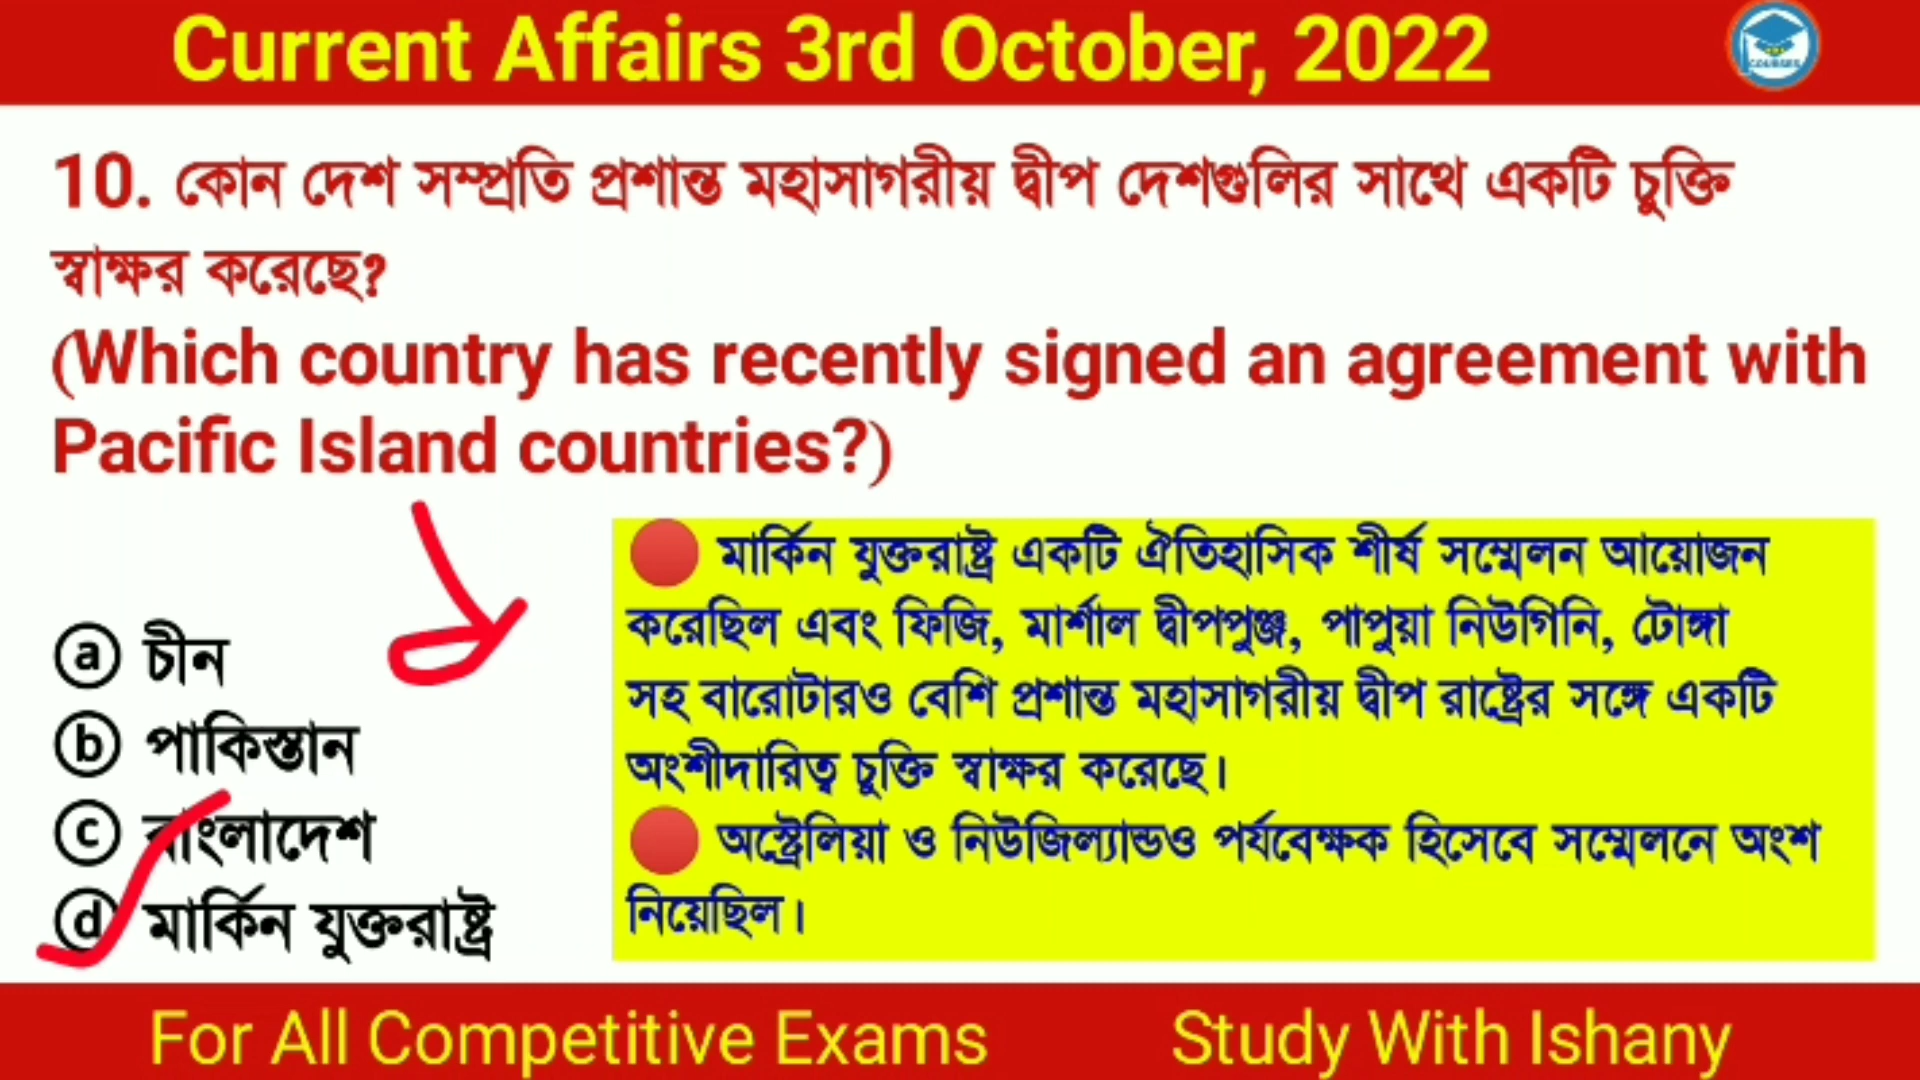 Current Affairs 3rd October, 2022
COURSES
10. কোন দেশ সম্প্রতি প্রশান্ত মহাসাগরীয় দ্বীপ দেশগুলির সাথে একটি চুক্তি
স্বাক্ষর করেছে?
(Which country has recently signed an agreement with
Pacific Island countries?)
ⓐ চীন
ⓑ পাকিস্তান
ⓒ বাংলাদেশ
ⓓ মার্কিন যুক্তরাষ্ট্র
🔴 মার্কিন যুক্তরাষ্ট্র একটি ঐতিহাসিক শীর্ষ সম্মেলন আয়োজন
করেছিল এবং ফিজি, মার্শাল দ্বীপপুঞ্জ, পাপুয়া নিউগিনি, টোঙ্গা
সহ বারোটারও বেশি প্রশান্ত মহাসাগরীয় দ্বীপ রাষ্ট্রের সঙ্গে একটি
অংশীদারিত্ব চুক্তি স্বাক্ষর করেছে।
🔴 অস্ট্রেলিয়া ও নিউজিল্যান্ডও পর্যবেক্ষক হিসেবে সম্মেলনে অংশ
নিয়েছিল।
For All Competitive Exams
Study With Ishany